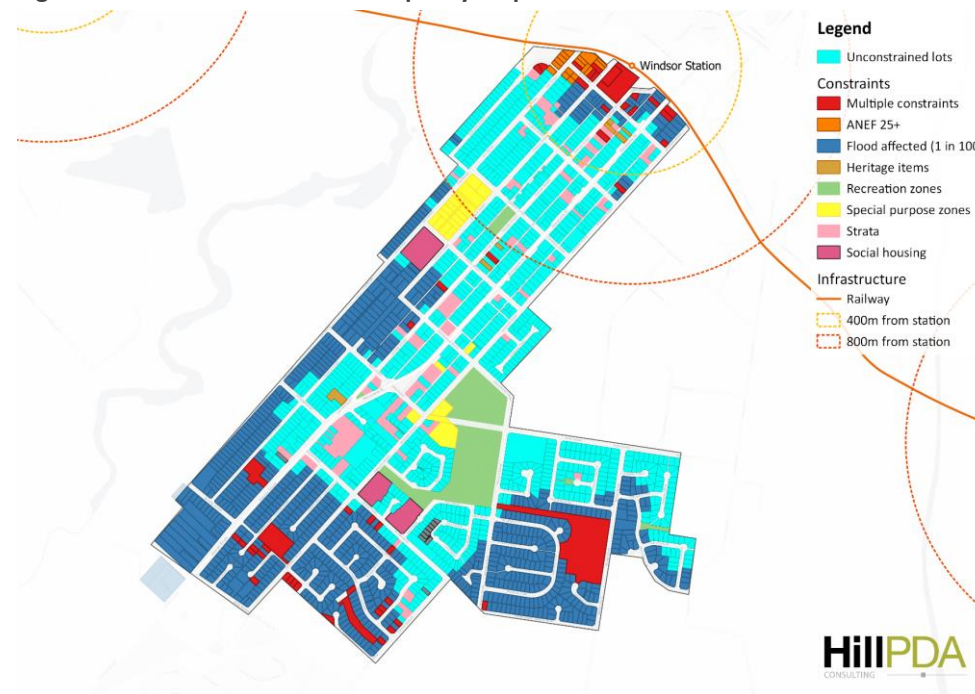 Legend
Unconstrained lots
Constraints
Multiple constraints
ANEF 25+
Flood affected (1 in 100
Heritage items
Recreation zones
Special purpose zones
Strata
Social housing
Infrastructure
Railway
400m from station
800m from station
Windsor Station
HillPDA
CONSULTING